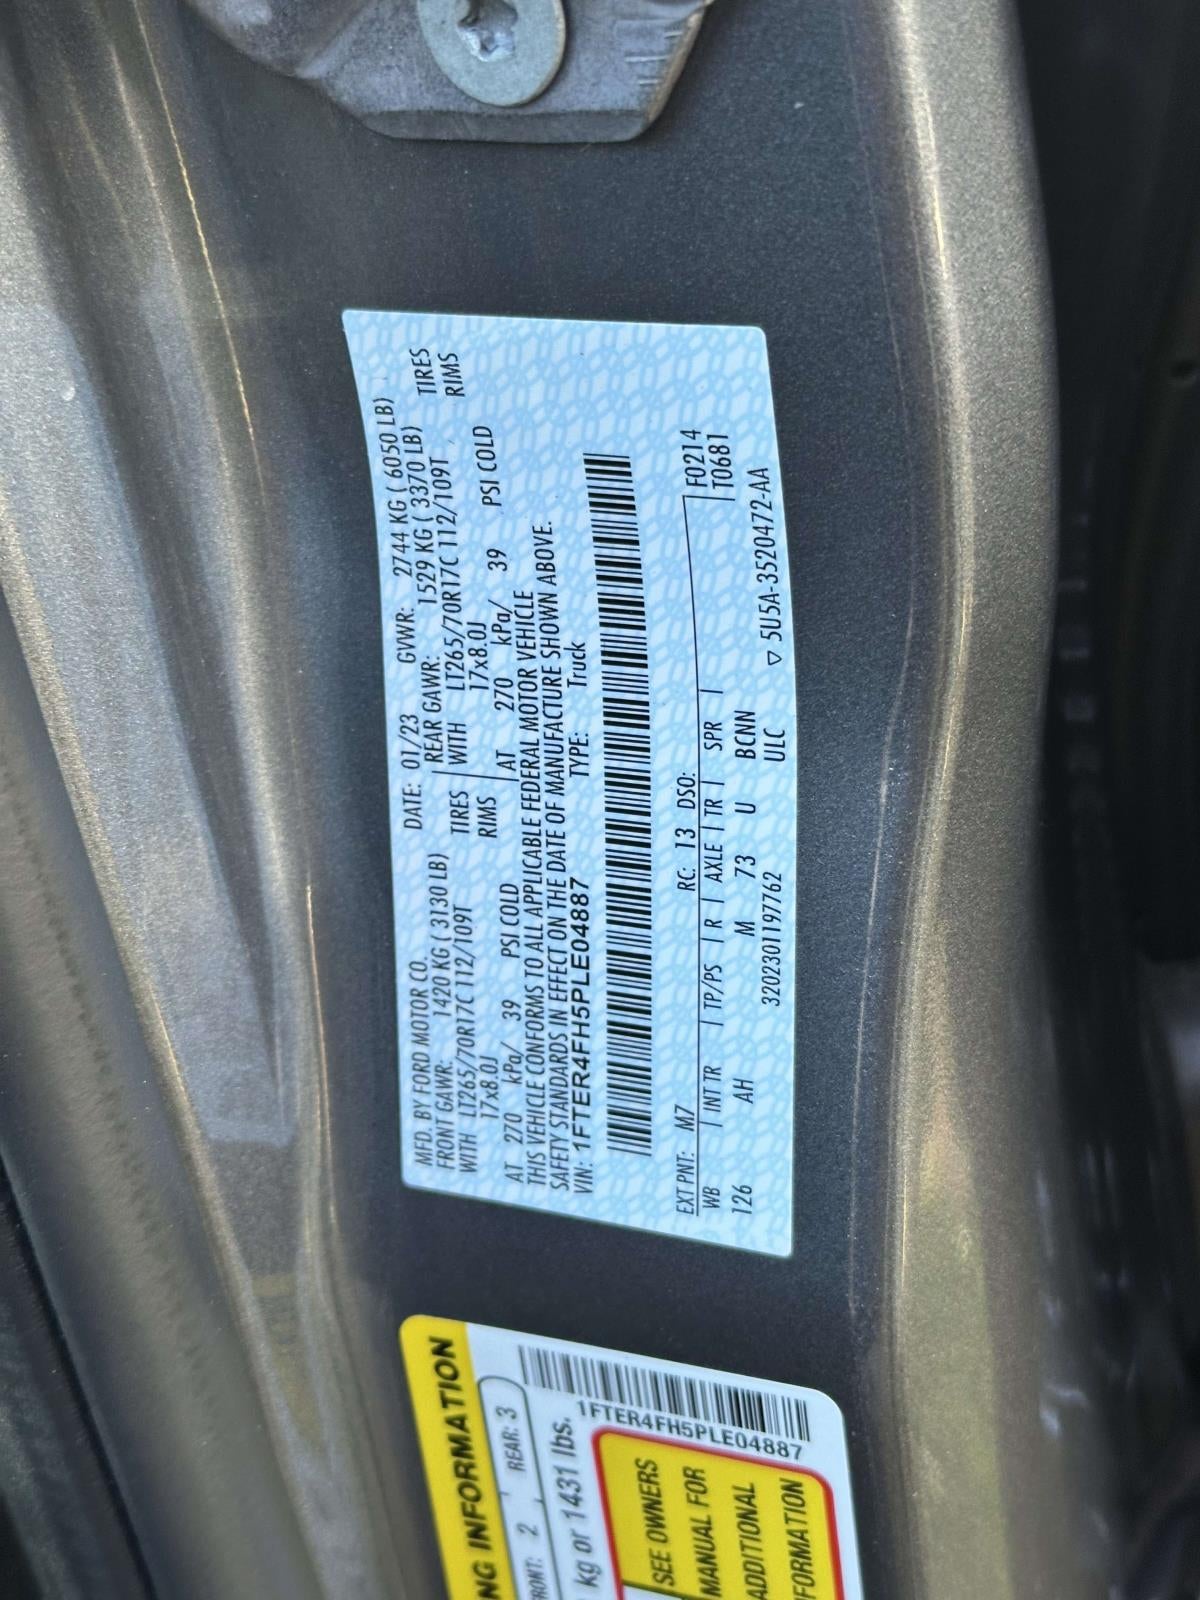 MFD. BY FORD MOTOR CO. DATE: 01/23 GVWR: 2744 KG ( 6050 LB)
FRONT GAWR: 1420 KG ( 3130 LB) REAR GAWR: 1529 KG ( 3370 LB)
WITH LT265/70R17C 112/109T TIRES WITH LT265/70R17C 112/109T TIRES
17x8.0J RIMS 17x8.0J RIMS
AT 270 kPa/ 39 PSI COLD AT 270 kPa/ 39 PSI COLD
THIS VEHICLE CONFORMS TO ALL APPLICABLE FEDERAL MOTOR VEHICLE
SAFETY STANDARDS IN EFFECT ON THE DATE OF MANUFACTURE SHOWN ABOVE.
VIN: 1FTER4FH5PLE04887 TYPE: Truck
EXT PNT: M7 RC: 13 DSO: F0214
WB | INT TR | TP/PS | R | AXLE | TR | SPR | T0681
126 AH M 73 U BCNN
3202301197762 ULC ▽ 5U5A-3520472-AA
NG INFORMATION
FRONT: 2 REAR: 3
kg or 1431 lbs.
1FTER4FH5PLE04887
SEE OWNERS
MANUAL FOR
ADDITIONAL
INFORMATION